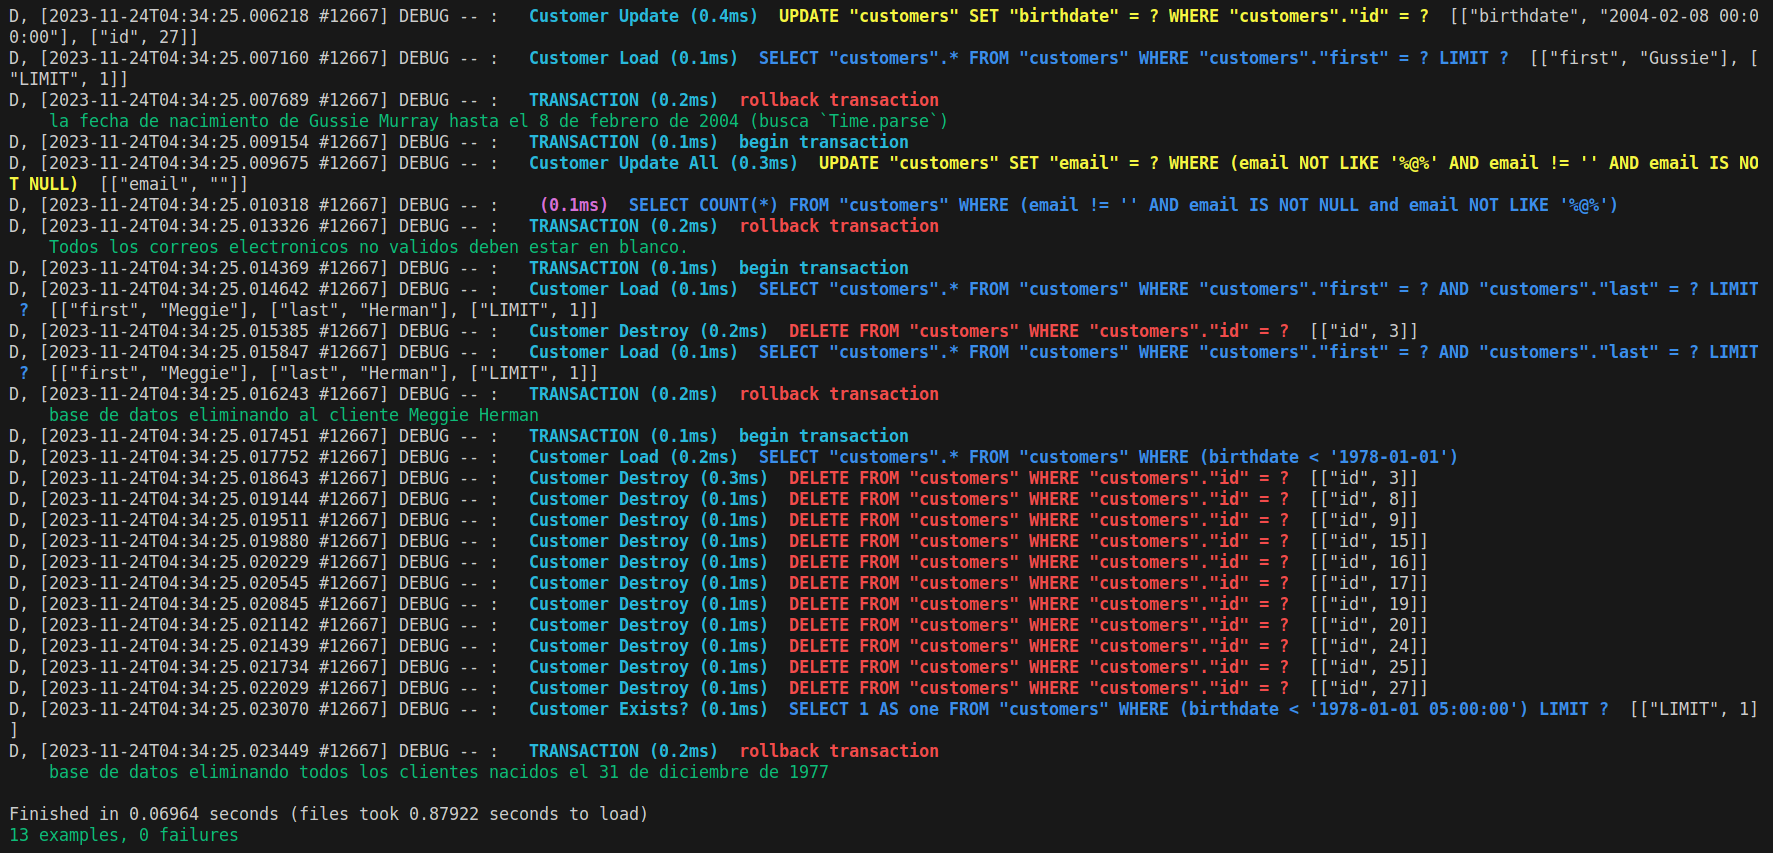 D, [2023-11-24T04:34:25.006218 #12667] DEBUG -- :   Customer Update (0.4ms)  UPDATE "customers" SET "birthdate" = ? WHERE "customers"."id" = ?  [["birthdate", "2004-02-08 00:0
0:00"], ["id", 27]]
D, [2023-11-24T04:34:25.007160 #12667] DEBUG -- :   Customer Load (0.1ms)  SELECT "customers".* FROM "customers" WHERE "customers"."first" = ? LIMIT ?  [["first", "Gussie"], [
"LIMIT", 1]]
D, [2023-11-24T04:34:25.007689 #12667] DEBUG -- :   TRANSACTION (0.2ms)  rollback transaction
    la fecha de nacimiento de Gussie Murray hasta el 8 de febrero de 2004 (busca `Time.parse`)
D, [2023-11-24T04:34:25.009154 #12667] DEBUG -- :   TRANSACTION (0.1ms)  begin transaction
D, [2023-11-24T04:34:25.009675 #12667] DEBUG -- :   Customer Update All (0.3ms)  UPDATE "customers" SET "email" = ? WHERE (email NOT LIKE '%@%' AND email != '' AND email IS NO
T NULL)  [["email", ""]]
D, [2023-11-24T04:34:25.010318 #12667] DEBUG -- :    (0.1ms)  SELECT COUNT(*) FROM "customers" WHERE (email != '' AND email IS NOT NULL and email NOT LIKE '%@%')
D, [2023-11-24T04:34:25.013326 #12667] DEBUG -- :   TRANSACTION (0.2ms)  rollback transaction
    Todos los correos electronicos no validos deben estar en blanco.
D, [2023-11-24T04:34:25.014369 #12667] DEBUG -- :   TRANSACTION (0.1ms)  begin transaction
D, [2023-11-24T04:34:25.014642 #12667] DEBUG -- :   Customer Load (0.1ms)  SELECT "customers".* FROM "customers" WHERE "customers"."first" = ? AND "customers"."last" = ? LIMIT
 ?  [["first", "Meggie"], ["last", "Herman"], ["LIMIT", 1]]
D, [2023-11-24T04:34:25.015385 #12667] DEBUG -- :   Customer Destroy (0.2ms)  DELETE FROM "customers" WHERE "customers"."id" = ?  [["id", 3]]
D, [2023-11-24T04:34:25.015847 #12667] DEBUG -- :   Customer Load (0.1ms)  SELECT "customers".* FROM "customers" WHERE "customers"."first" = ? AND "customers"."last" = ? LIMIT
 ?  [["first", "Meggie"], ["last", "Herman"], ["LIMIT", 1]]
D, [2023-11-24T04:34:25.016243 #12667] DEBUG -- :   TRANSACTION (0.2ms)  rollback transaction
    base de datos eliminando al cliente Meggie Herman
D, [2023-11-24T04:34:25.017451 #12667] DEBUG -- :   TRANSACTION (0.1ms)  begin transaction
D, [2023-11-24T04:34:25.017752 #12667] DEBUG -- :   Customer Load (0.2ms)  SELECT "customers".* FROM "customers" WHERE (birthdate < '1978-01-01')
D, [2023-11-24T04:34:25.018643 #12667] DEBUG -- :   Customer Destroy (0.3ms)  DELETE FROM "customers" WHERE "customers"."id" = ?  [["id", 3]]
D, [2023-11-24T04:34:25.019144 #12667] DEBUG -- :   Customer Destroy (0.1ms)  DELETE FROM "customers" WHERE "customers"."id" = ?  [["id", 8]]
D, [2023-11-24T04:34:25.019511 #12667] DEBUG -- :   Customer Destroy (0.1ms)  DELETE FROM "customers" WHERE "customers"."id" = ?  [["id", 9]]
D, [2023-11-24T04:34:25.019880 #12667] DEBUG -- :   Customer Destroy (0.1ms)  DELETE FROM "customers" WHERE "customers"."id" = ?  [["id", 15]]
D, [2023-11-24T04:34:25.020229 #12667] DEBUG -- :   Customer Destroy (0.1ms)  DELETE FROM "customers" WHERE "customers"."id" = ?  [["id", 16]]
D, [2023-11-24T04:34:25.020545 #12667] DEBUG -- :   Customer Destroy (0.1ms)  DELETE FROM "customers" WHERE "customers"."id" = ?  [["id", 17]]
D, [2023-11-24T04:34:25.020845 #12667] DEBUG -- :   Customer Destroy (0.1ms)  DELETE FROM "customers" WHERE "customers"."id" = ?  [["id", 19]]
D, [2023-11-24T04:34:25.021142 #12667] DEBUG -- :   Customer Destroy (0.1ms)  DELETE FROM "customers" WHERE "customers"."id" = ?  [["id", 20]]
D, [2023-11-24T04:34:25.021439 #12667] DEBUG -- :   Customer Destroy (0.1ms)  DELETE FROM "customers" WHERE "customers"."id" = ?  [["id", 24]]
D, [2023-11-24T04:34:25.021734 #12667] DEBUG -- :   Customer Destroy (0.1ms)  DELETE FROM "customers" WHERE "customers"."id" = ?  [["id", 25]]
D, [2023-11-24T04:34:25.022029 #12667] DEBUG -- :   Customer Destroy (0.1ms)  DELETE FROM "customers" WHERE "customers"."id" = ?  [["id", 27]]
D, [2023-11-24T04:34:25.023070 #12667] DEBUG -- :   Customer Exists? (0.1ms)  SELECT 1 AS one FROM "customers" WHERE (birthdate < '1978-01-01 05:00:00') LIMIT ?  [["LIMIT", 1]
]
D, [2023-11-24T04:34:25.023449 #12667] DEBUG -- :   TRANSACTION (0.2ms)  rollback transaction
    base de datos eliminando todos los clientes nacidos el 31 de diciembre de 1977

Finished in 0.06964 seconds (files took 0.87922 seconds to load)
13 examples, 0 failures